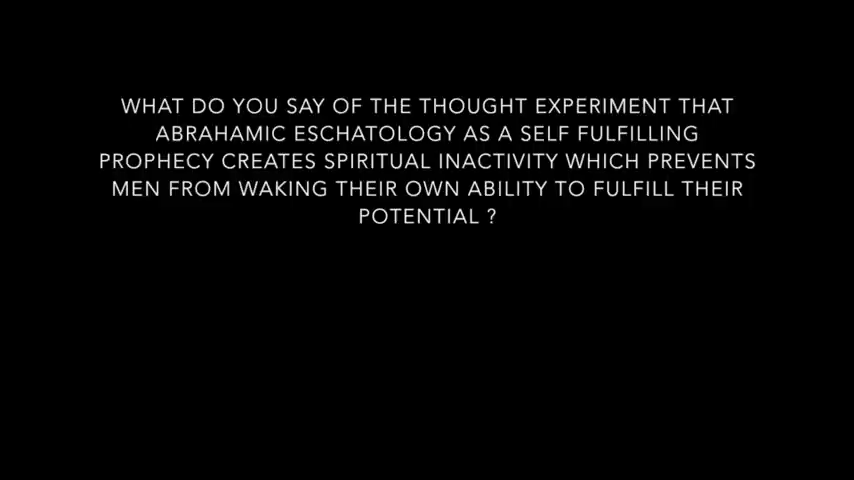 WHAT DO YOU SAY OF THE THOUGHT EXPERIMENT THAT
ABRAHAMIC ESCHATOLOGY AS A SELF FULFILLING
PROPHECY CREATES SPIRITUAL INACTIVITY WHICH PREVENTS
MEN FROM WAKING THEIR OWN ABILITY TO FULFILL THEIR
POTENTIAL ?